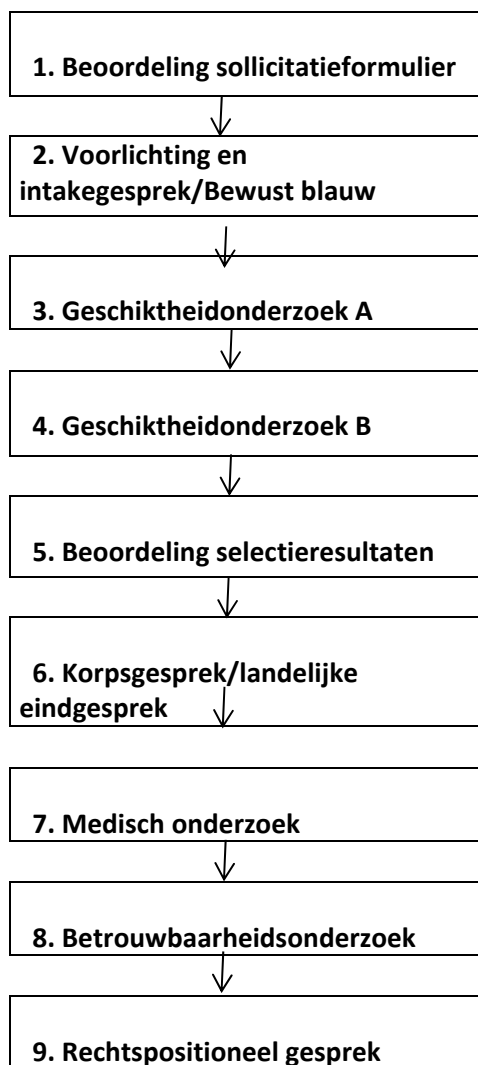 1. Beoordeling sollicitatieformulier
2. Voorlichting en
intakegesprek/Bewust blauw
3. Geschiktheidonderzoek A
4. Geschiktheidonderzoek B
5. Beoordeling selectieresultaten
6. Korpsgesprek/landelijke
eindgesprek
7. Medisch onderzoek
8. Betrouwbaarheidsonderzoek
9. Rechtspositioneel gesprek